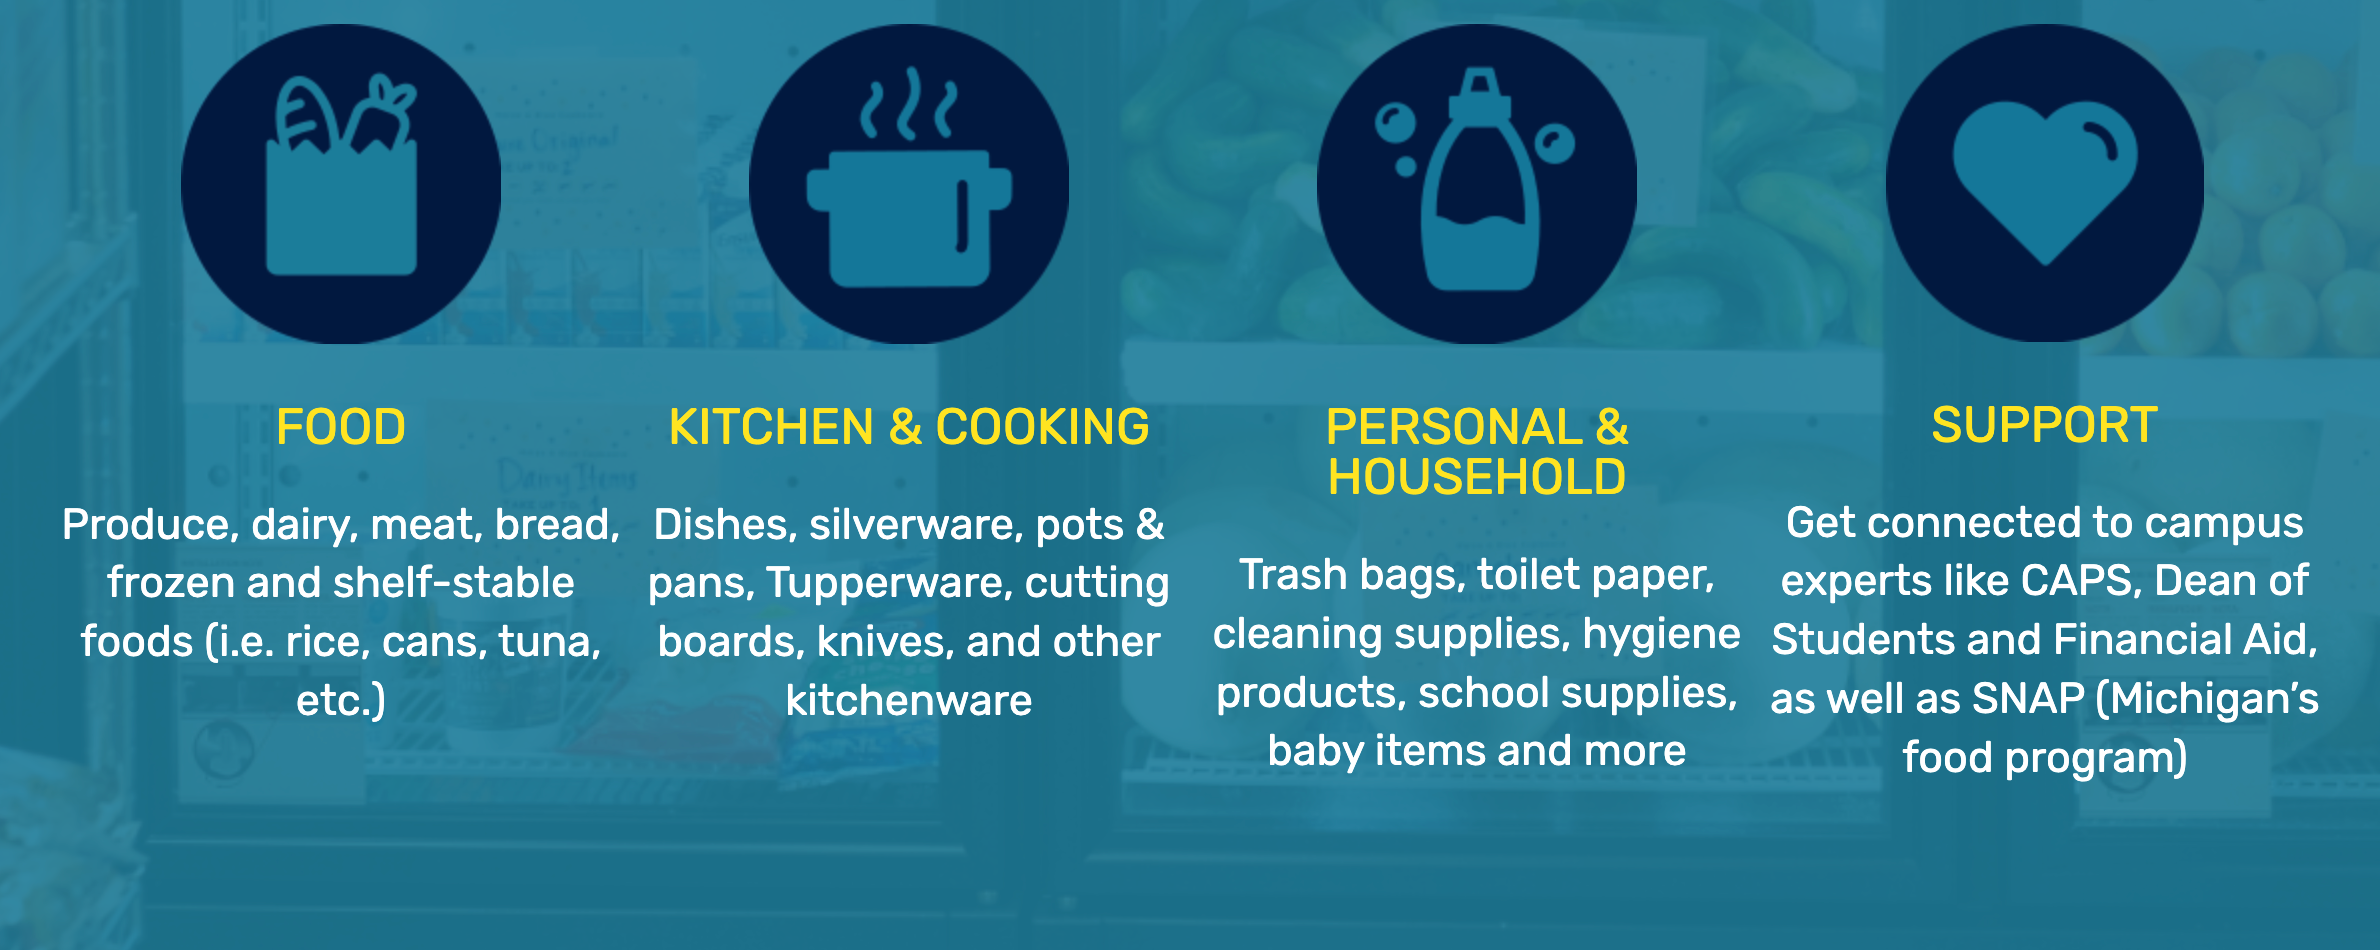 FOOD
Produce, dairy, meat, bread,
frozen and shelf-stable
foods (i.e. rice, cans, tuna,
etc.)
KITCHEN & COOKING
Dishes, silverware, pots &
pans, Tupperware, cutting
boards, knives, and other
kitchenware
PERSONAL &
HOUSEHOLD
Trash bags, toilet paper,
cleaning supplies, hygiene
products, school supplies,
baby items and more
SUPPORT
Get connected to campus
experts like CAPS, Dean of
Students and Financial Aid,
as well as SNAP (Michigan's
food program)
Dairy Items